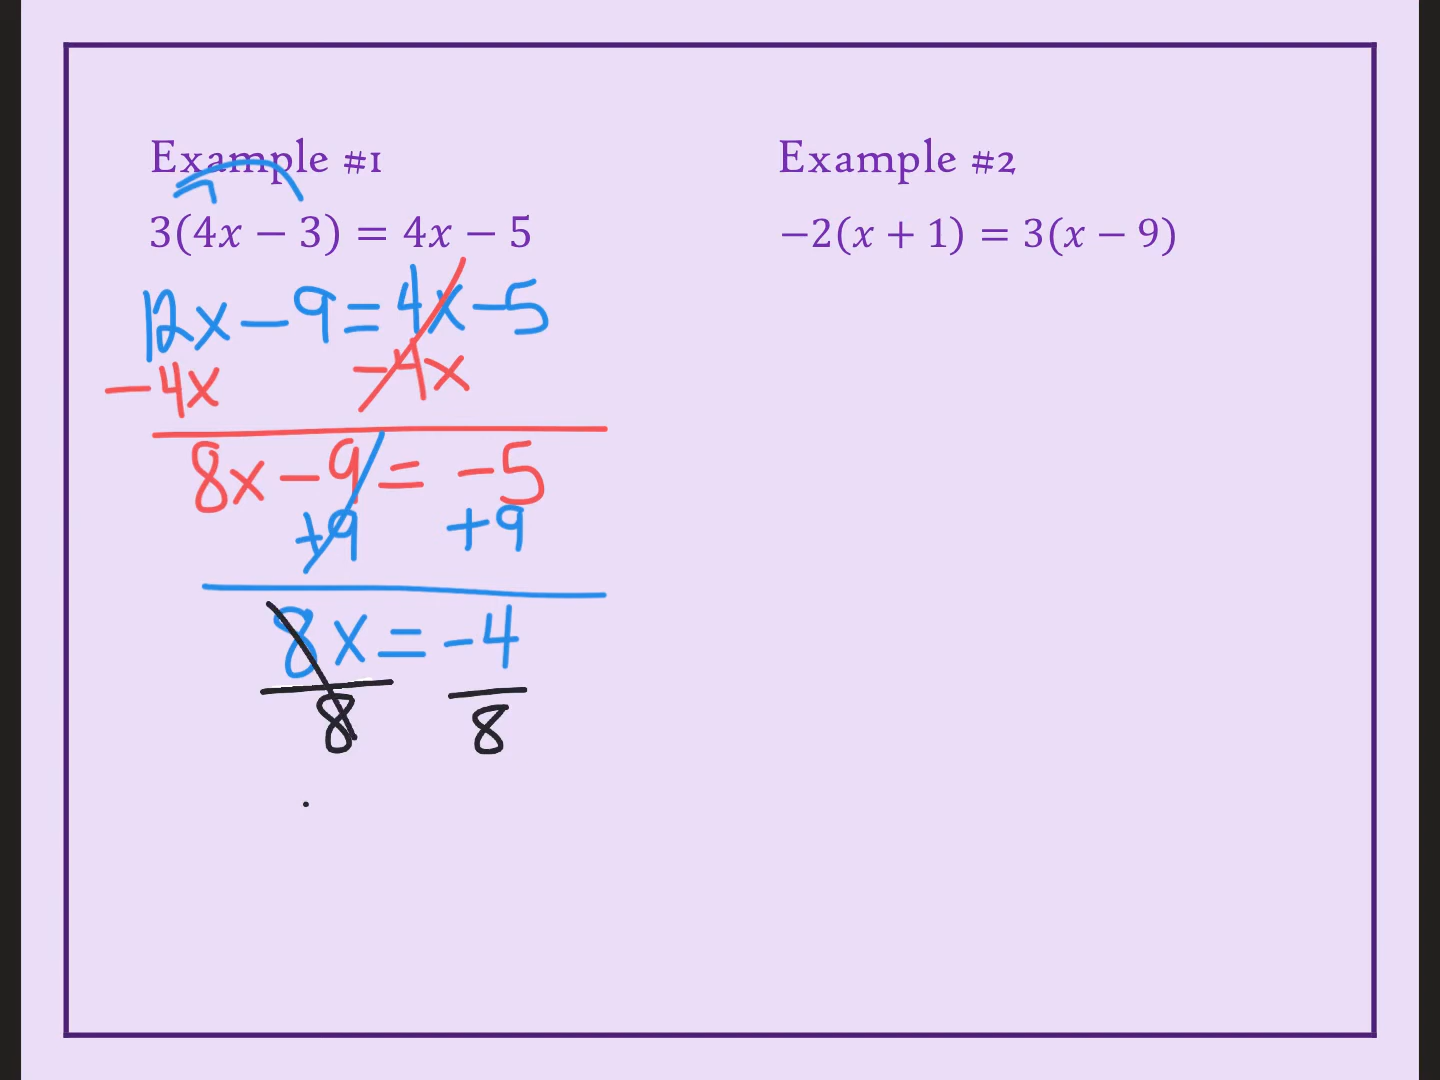 Example #1
3(4x − 3) = 4x − 5
12x − 9 = 4x − 5
− 4x − 4x
8x − 9 = − 5
+9 +9
8x = − 4
8 8
Example #2
−2(x + 1) = 3(x − 9)